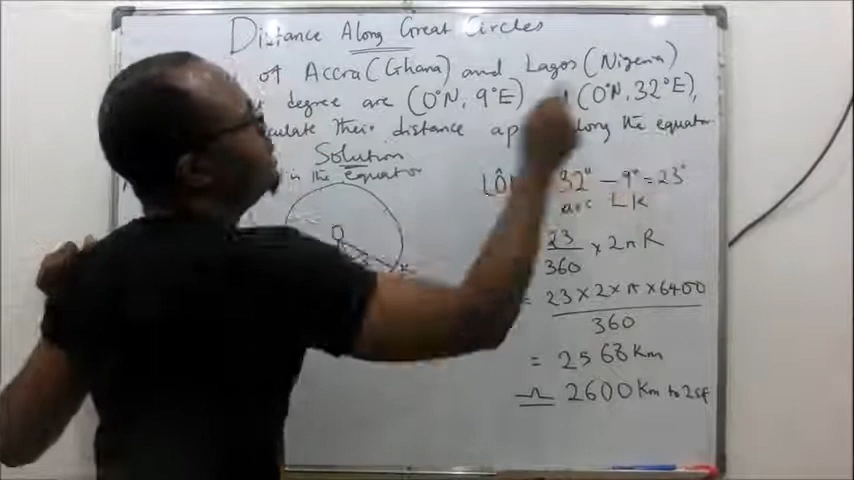 Distance Along Great Circles
of Accra (Ghana) and Lagos (Nigeria)
degree are (0°N, 9°E) (0°N, 32°E),
their distance along the equator
Solution
in the equator
32° - 9° = 23°
arc LK
O
23/360 × 2πR
= 23×2×π×6400
360
= 2568 Km
2600 Km to 2sf